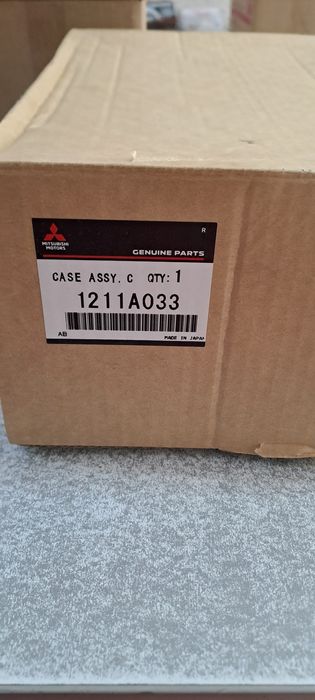 R
MITSUBISHI
MOTORS
GENUINE PARTS
CASE ASSY, C QTY: 1
1211A033
AB
MADE IN JAPAN